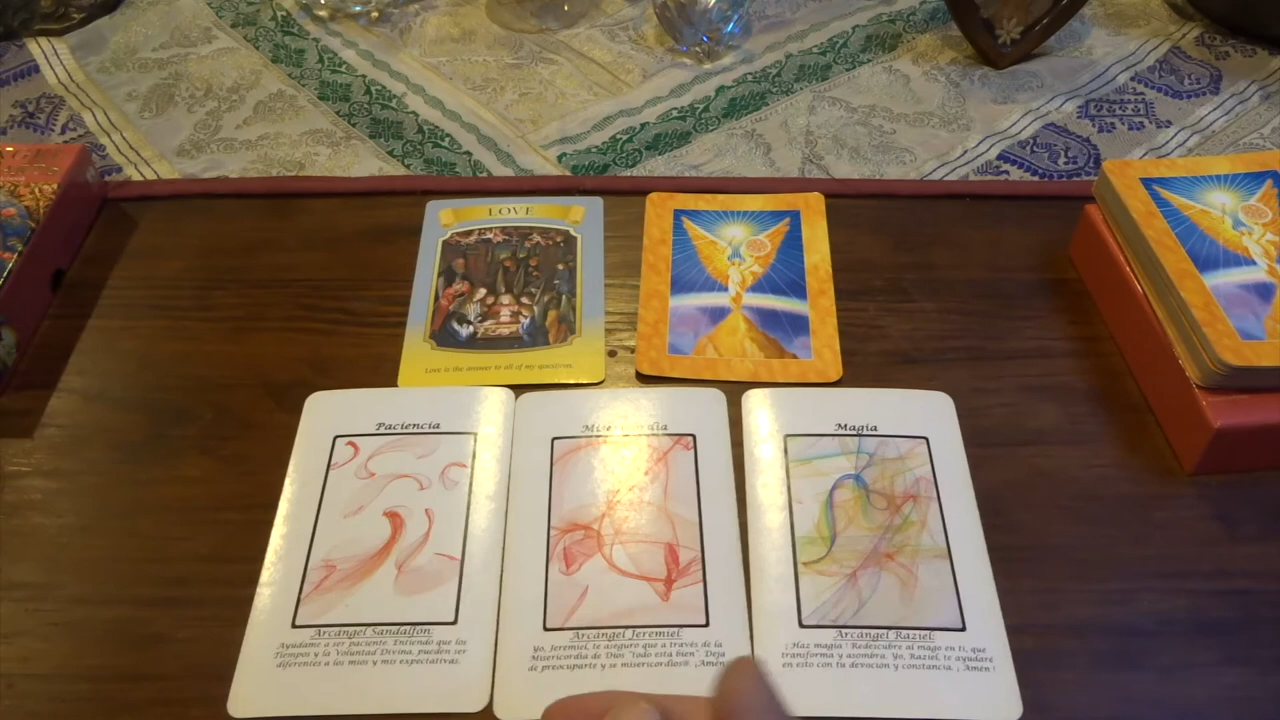 LOVE
Love is the answer to all of my questions.
Paciencia
Arcángel Sandalfón:
Ayúdame a ser paciente. Entiendo que los
Tiempos y la Voluntad Divina, pueden ser
diferentes a los míos y mis expectativas.
Misericordia
Arcángel Jeremiel:
Yo, Jeremiel, te aseguro que a través de la
Misericordia de Dios "todo está bien". Deja
de preocuparte y se misericordios@. ¡Amén
Magia
Arcángel Raziel:
¡Haz magia! Redescubre al mago en ti, que
transforma y asombra. Yo, Raziel, te ayudaré
en esto con tu devoción y constancia. ¡Amén!